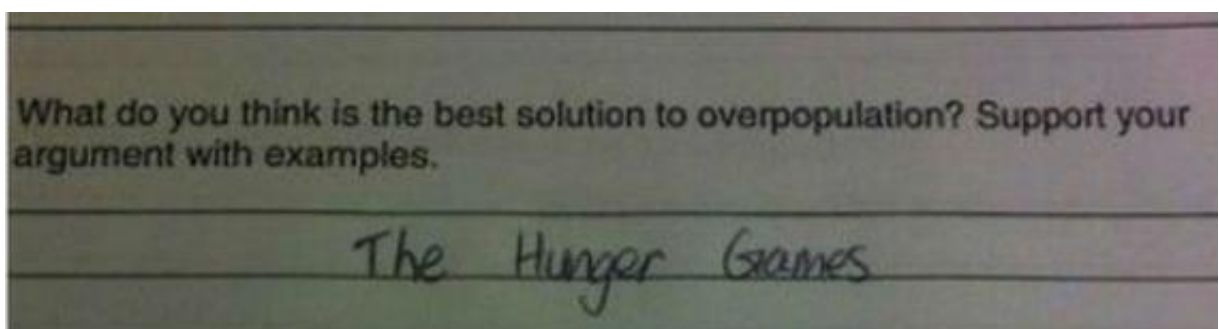 What do you think is the best solution to overpopulation? Support your
argument with examples.
The Hunger Games